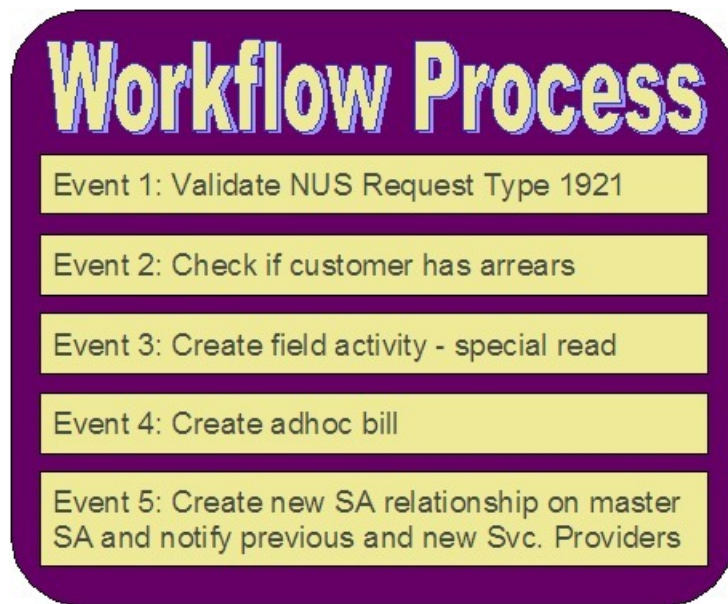 Workflow Process
Event 1: Validate NUS Request Type 1921
Event 2: Check if customer has arrears
Event 3: Create field activity - special read
Event 4: Create adhoc bill
Event 5: Create new SA relationship on master
SA and notify previous and new Svc. Providers